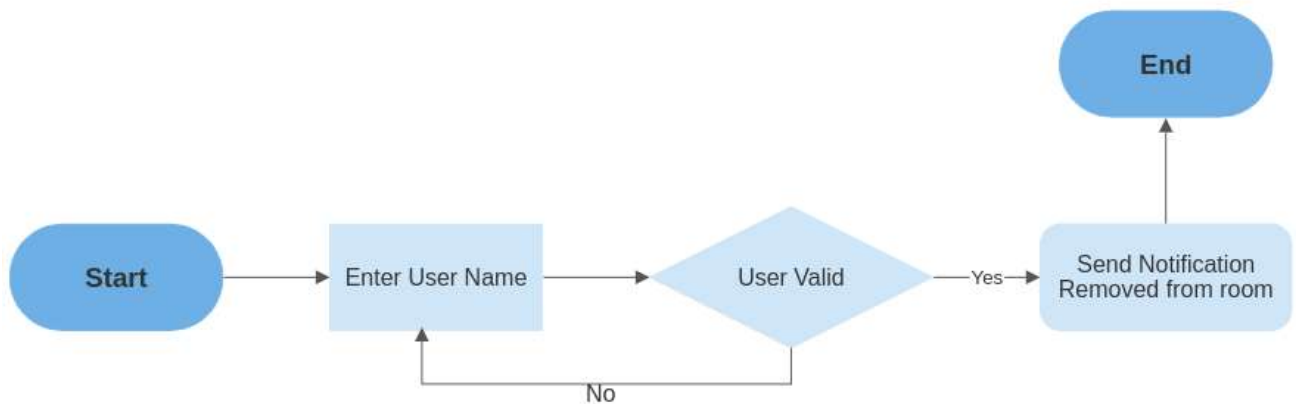 End
Start
Enter User Name
User Valid
Yes
Send Notification
Removed from room
No